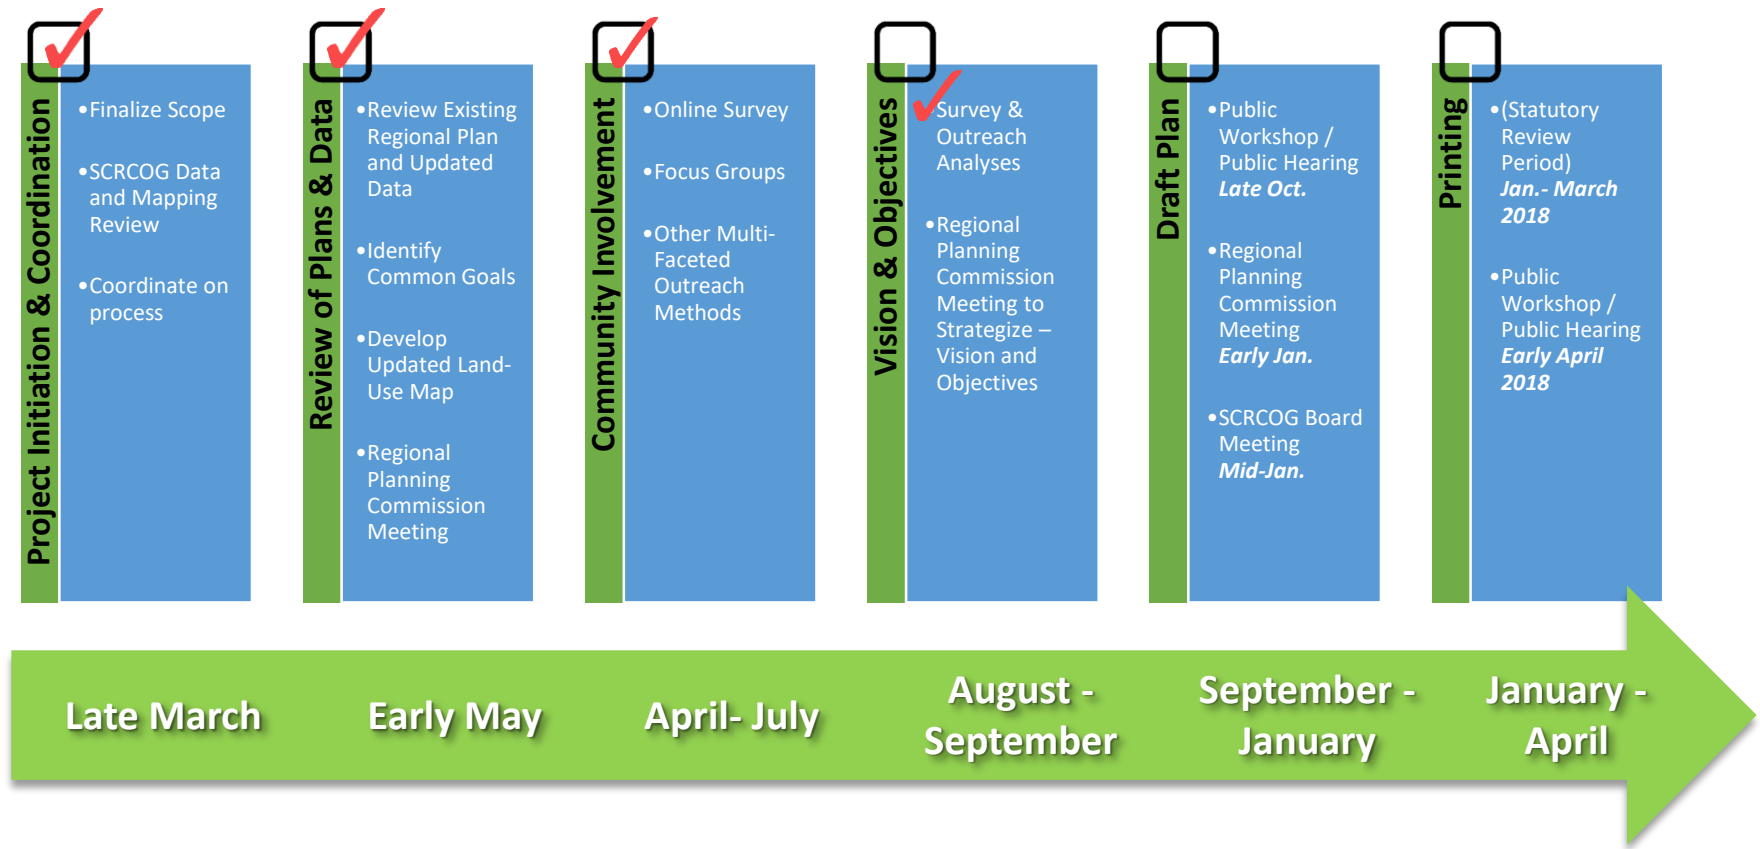 Project Initiation & Coordination
•Finalize Scope
•SCRCOG Data
and Mapping
Review
•Coordinate on
process
Review of Plans & Data
•Review Existing
Regional Plan
and Updated
Data
•Identify
Common Goals
•Develop
Updated Land-
Use Map
•Regional
Planning
Commission
Meeting
Community Involvement
•Online Survey
•Focus Groups
•Other Multi-
Faceted
Outreach
Methods
Vision & Objectives
•Survey &
Outreach
Analyses
•Regional
Planning
Commission
Meeting to
Strategize –
Vision and
Objectives
Draft Plan
•Public
Workshop /
Public Hearing
Late Oct.
•Regional
Planning
Commission
Meeting
Early Jan.
•SCRCOG Board
Meeting
Mid-Jan.
Printing
•(Statutory
Review
Period)
Jan.- March
2018
•Public
Workshop /
Public Hearing
Early April
2018
Late March
Early May
April- July
August -
September
September -
January
January -
April